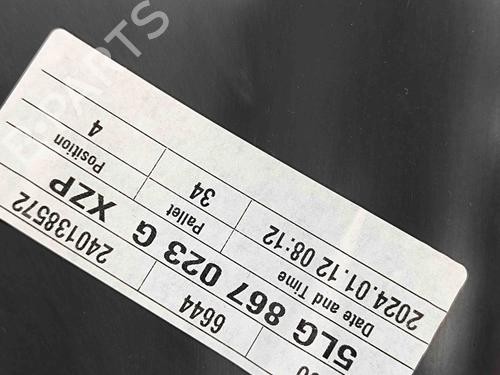 240138572
6644
5LG 867 023 G XZP
Position
Pallet
Date and Time
4
34
2024.01.12 08:12